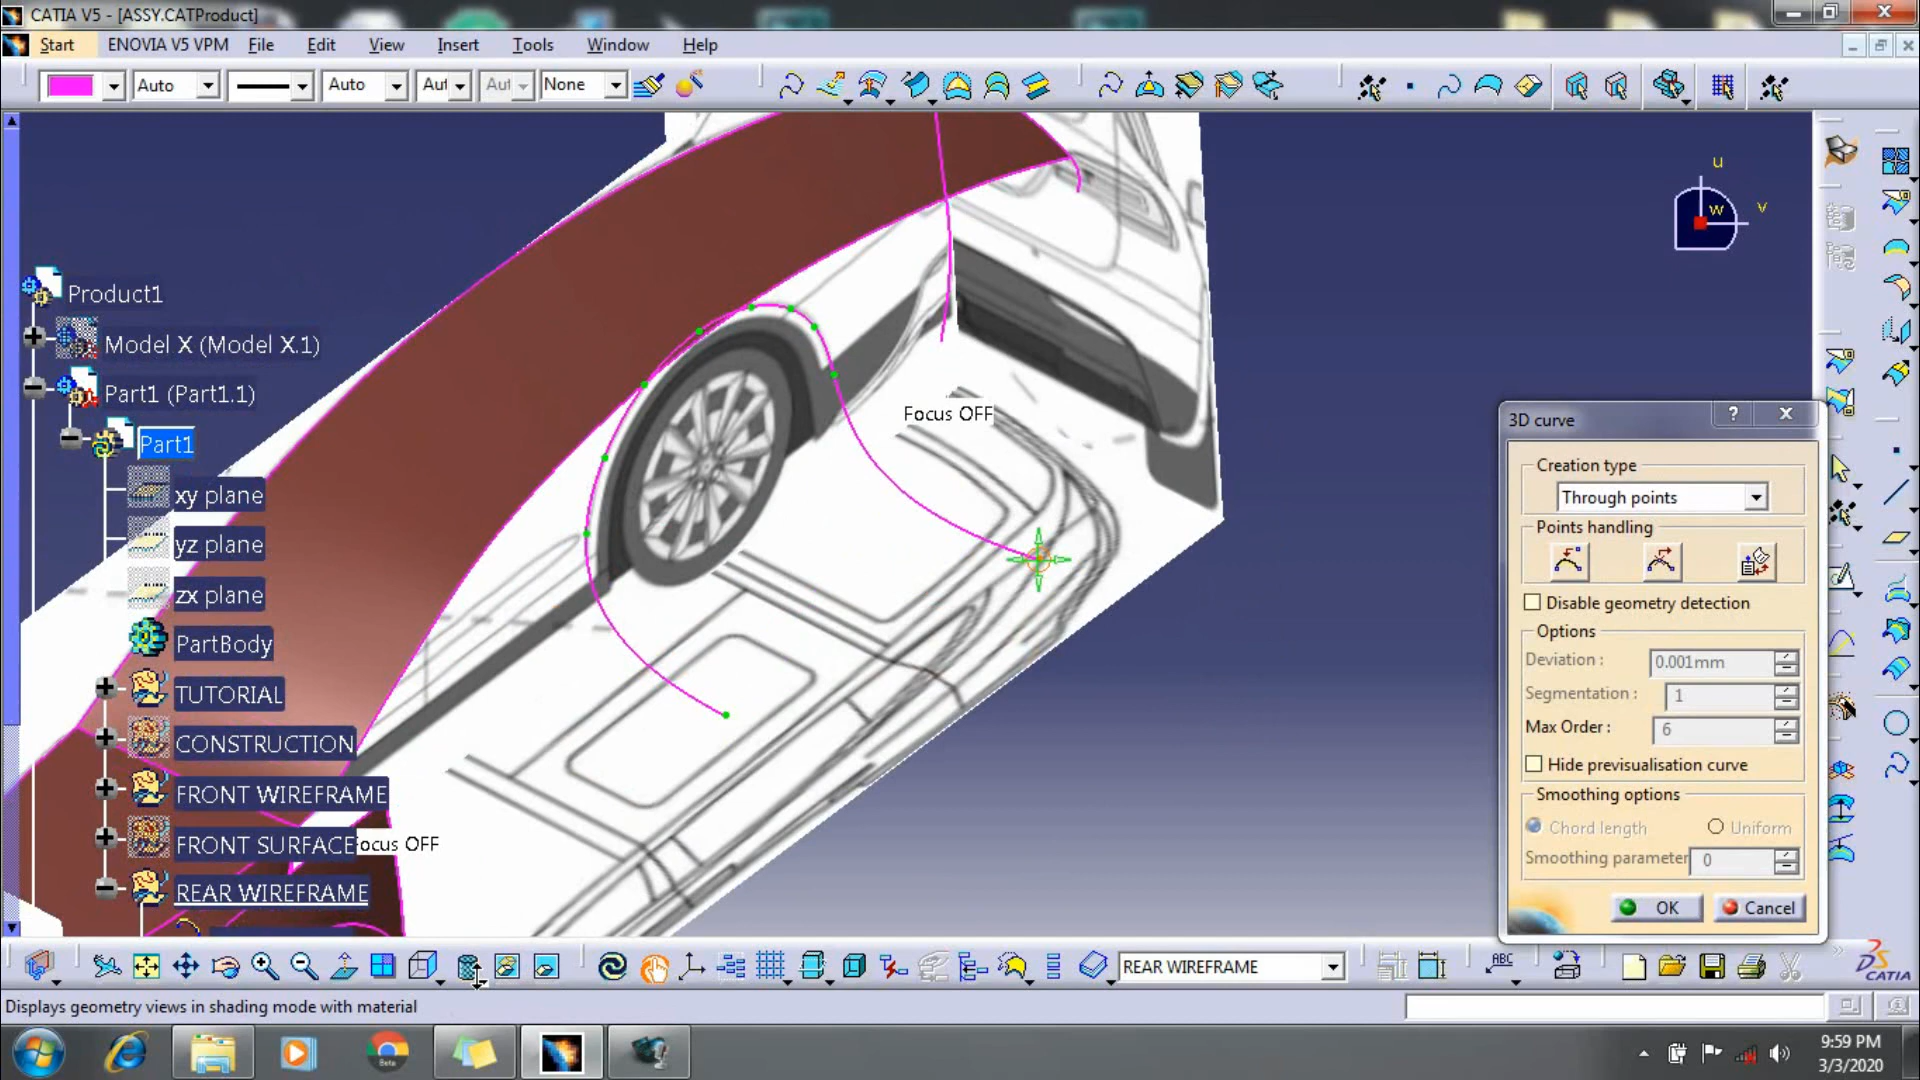 CATIA V5 - [ASSY.CATProduct]
Start ENOVIA V5 VPM File Edit View Insert Tools Window Help
Auto Auto Aut Aut None
u
w v
Product1
Model X (Model X.1)
Part1 (Part1.1)
Part1
Focus OFF
xy plane
yz plane
zx plane
PartBody
TUTORIAL
CONSTRUCTION
FRONT WIREFRAME
FRONT SURFACE
ocus OFF
REAR WIREFRAME
3D curve
Creation type
Through points
Points handling
Disable geometry detection
Options
Deviation : 0.001mm
Segmentation : 1
Max Order : 6
Hide previsualisation curve
Smoothing options
Chord length Uniform
Smoothing parameter 0
OK Cancel
REAR WIREFRAME
ABC
CATIA
Displays geometry views in shading mode with material
Beta
9:59 PM
3/3/2020